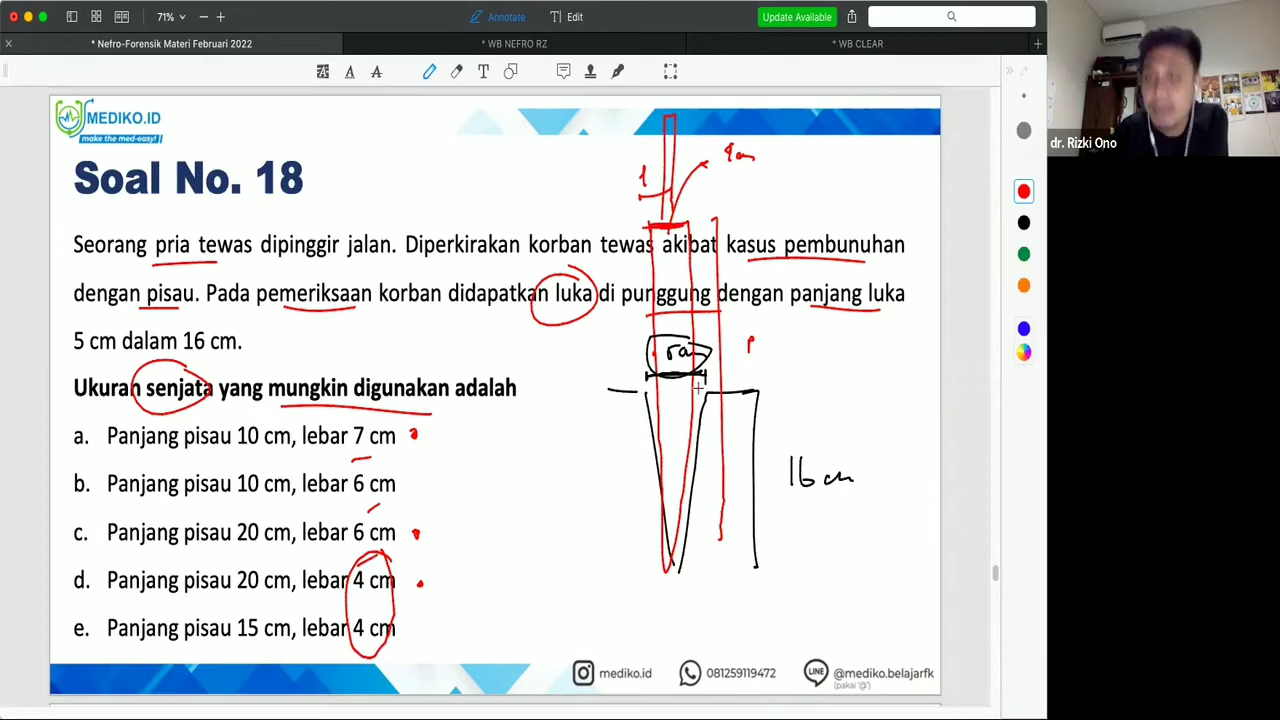 71%
Annotate
Edit
Update Available
* Nefro-Forensik Materi Februari 2022
* WB NEFRO RZ
* WB CLEAR
MEDIKO.ID
make the med-easy!
dr. Rizki Ono
Soal No. 18
Seorang pria tewas dipinggir jalan. Diperkirakan korban tewas akibat kasus pembunuhan
dengan pisau. Pada pemeriksaan korban didapatkan luka di punggung dengan panjang luka
5 cm dalam 16 cm.
Ukuran senjata yang mungkin digunakan adalah
a. Panjang pisau 10 cm, lebar 7 cm
b. Panjang pisau 10 cm, lebar 6 cm
c. Panjang pisau 20 cm, lebar 6 cm
d. Panjang pisau 20 cm, lebar 4 cm
e. Panjang pisau 15 cm, lebar 4 cm
16 cm
mediko.id
081259119472
@mediko.belajarfk
(pakai '@')